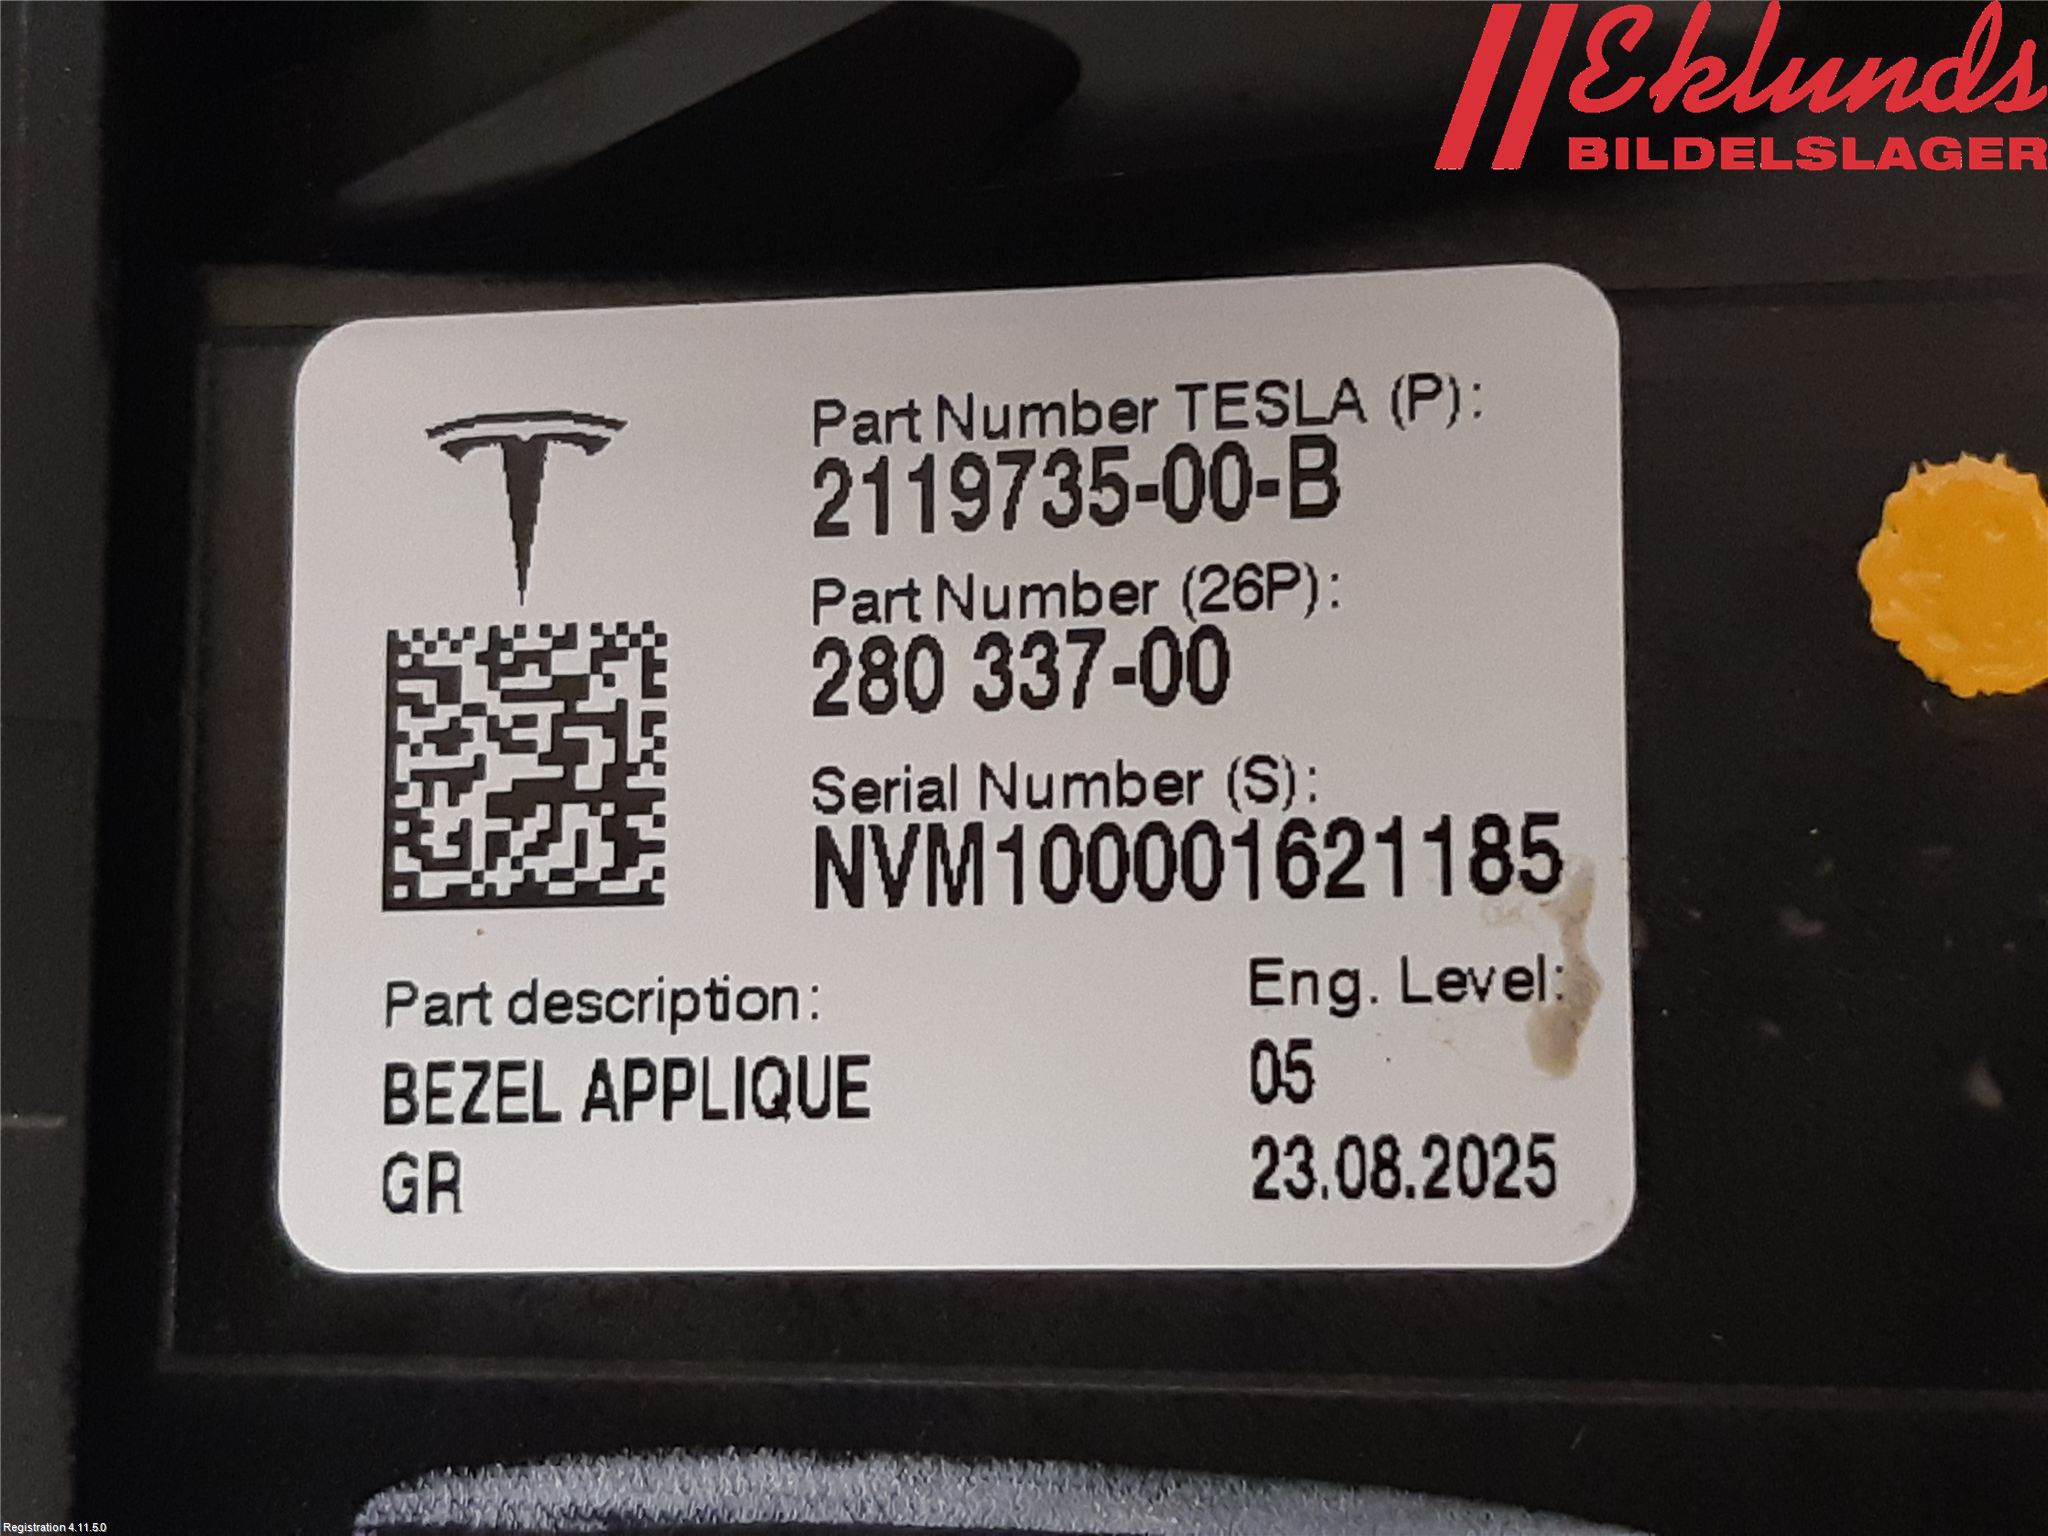 Eklunds
BILDELSLAGER
Part Number TESLA (P):
2119735-00-B
Part Number (26P):
280 337-00
Serial Number (S):
NVM100001621185
Part description:
BEZEL APPLIQUE
GR
Eng. Level:
05
23.08.2025
Registration 4.11.5.0